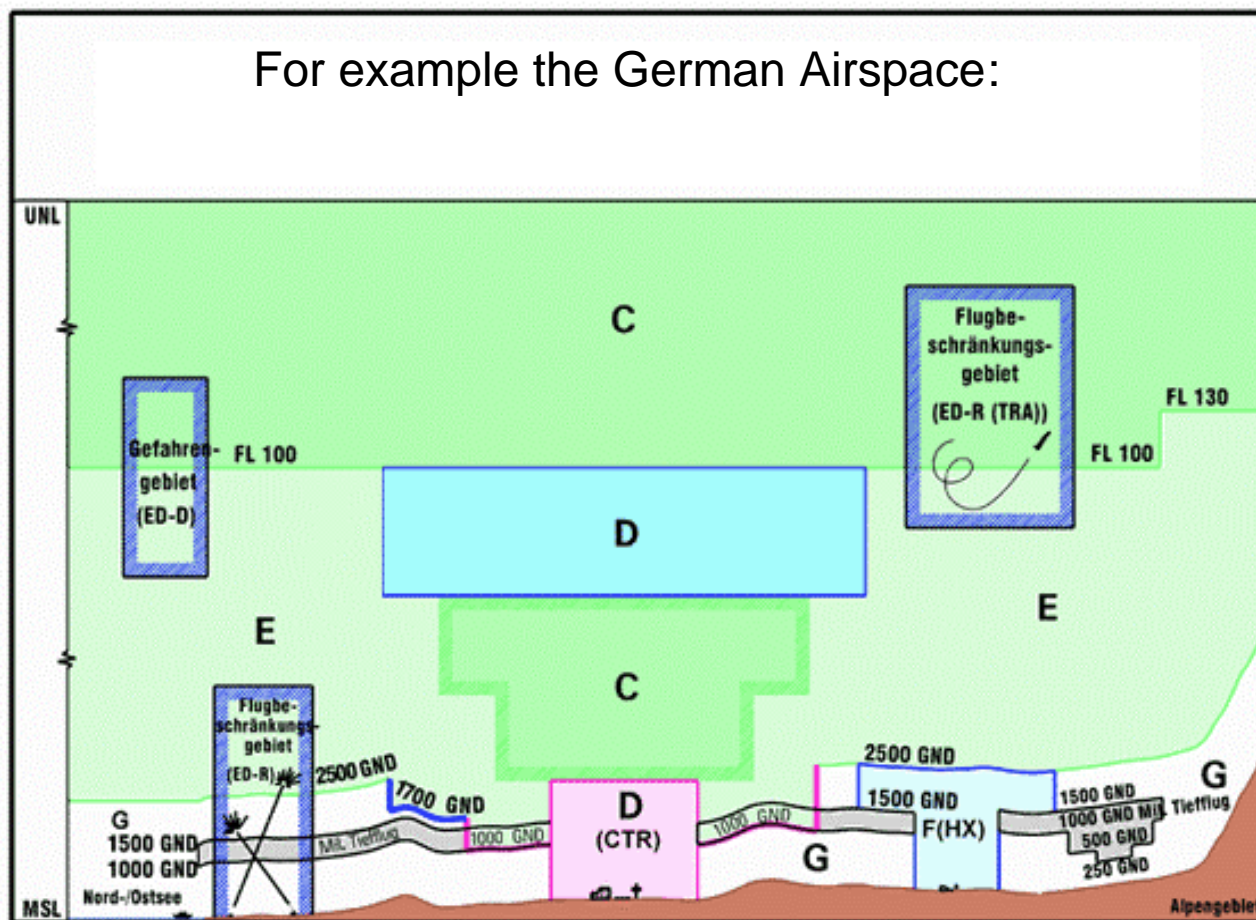 For example the German Airspace:
UNL
C
Flugbe-
schränkungs-
gebiet
(ED-R (TRA))
FL 130
Gefahren-
gebiet
(ED-D)
FL 100
FL 100
D
E
E
C
Flugbe-
schränkungs-
gebiet
(ED-R)
2500 GND
1700 GND
2500 GND
G
G
1500 GND
1000 GND
Mil. Tiefflug
1000 GND
D
(CTR)
1000 GND
1500 GND
F(HX)
1500 GND
1000 GND Mil. Tiefflug
500 GND
250 GND
G
Nord-/Ostsee
MSL
Alpengebiet